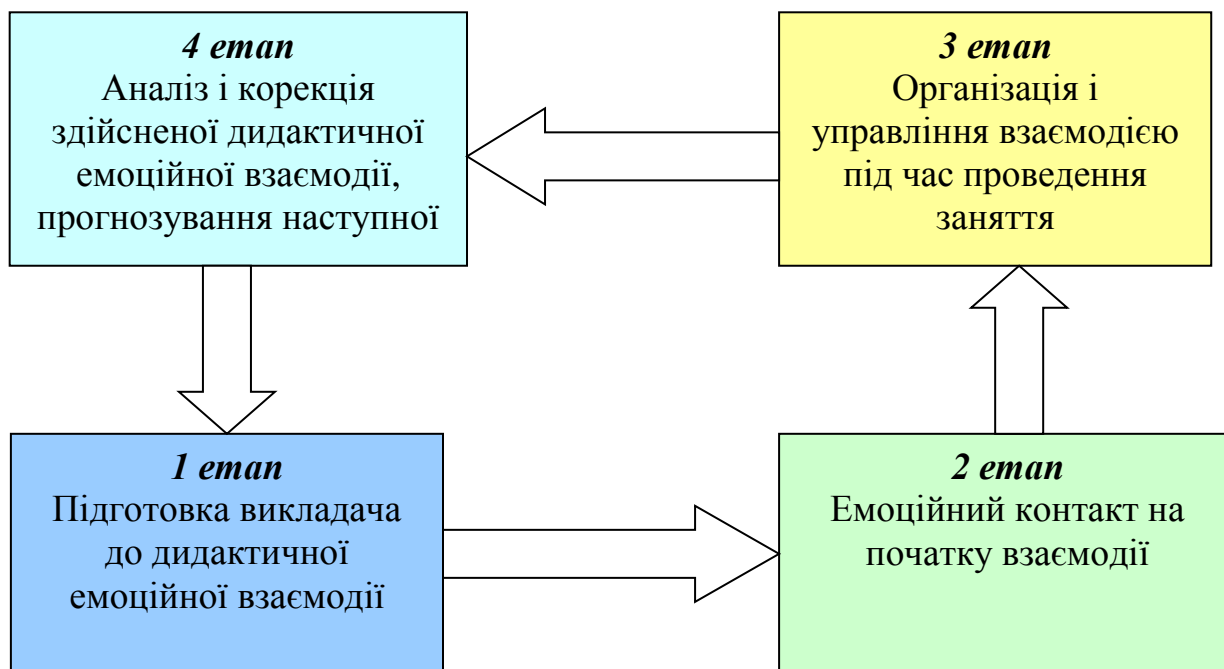 4 етап
Аналіз і корекція
здійсненої дидактичної
емоційної взаємодії,
прогнозування наступної
3 етап
Організація і
управління взаємодією
під час проведення
заняття
1 етап
Підготовка викладача
до дидактичної
емоційної взаємодії
2 етап
Емоційний контакт на
початку взаємодії